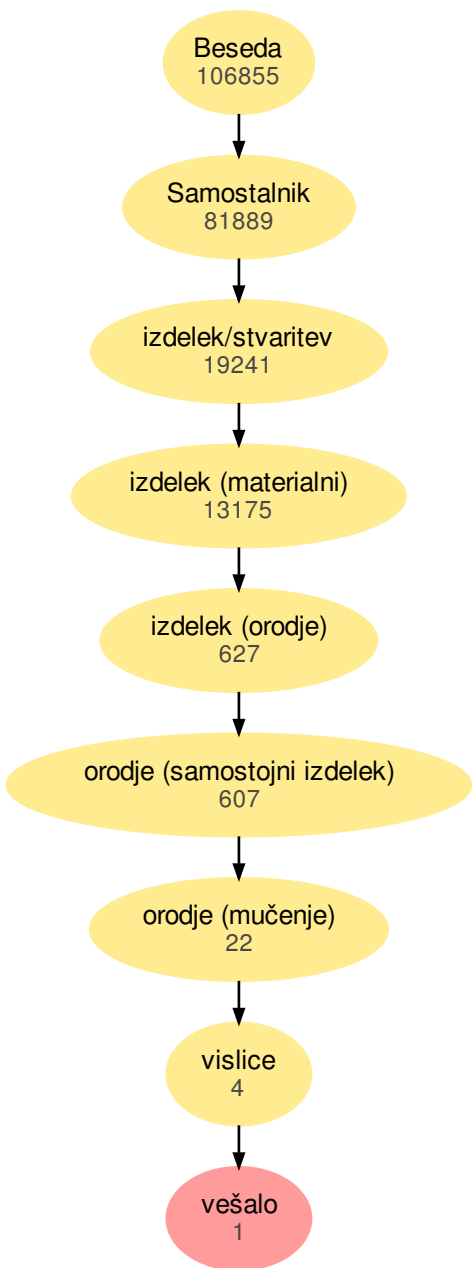 Beseda
106855
Samostalnik
81889
izdelek/stvaritev
19241
izdelek (materialni)
13175
izdelek (orodje)
627
orodje (samostojni izdelek)
607
orodje (mučenje)
22
vislice
4
vešalo
1